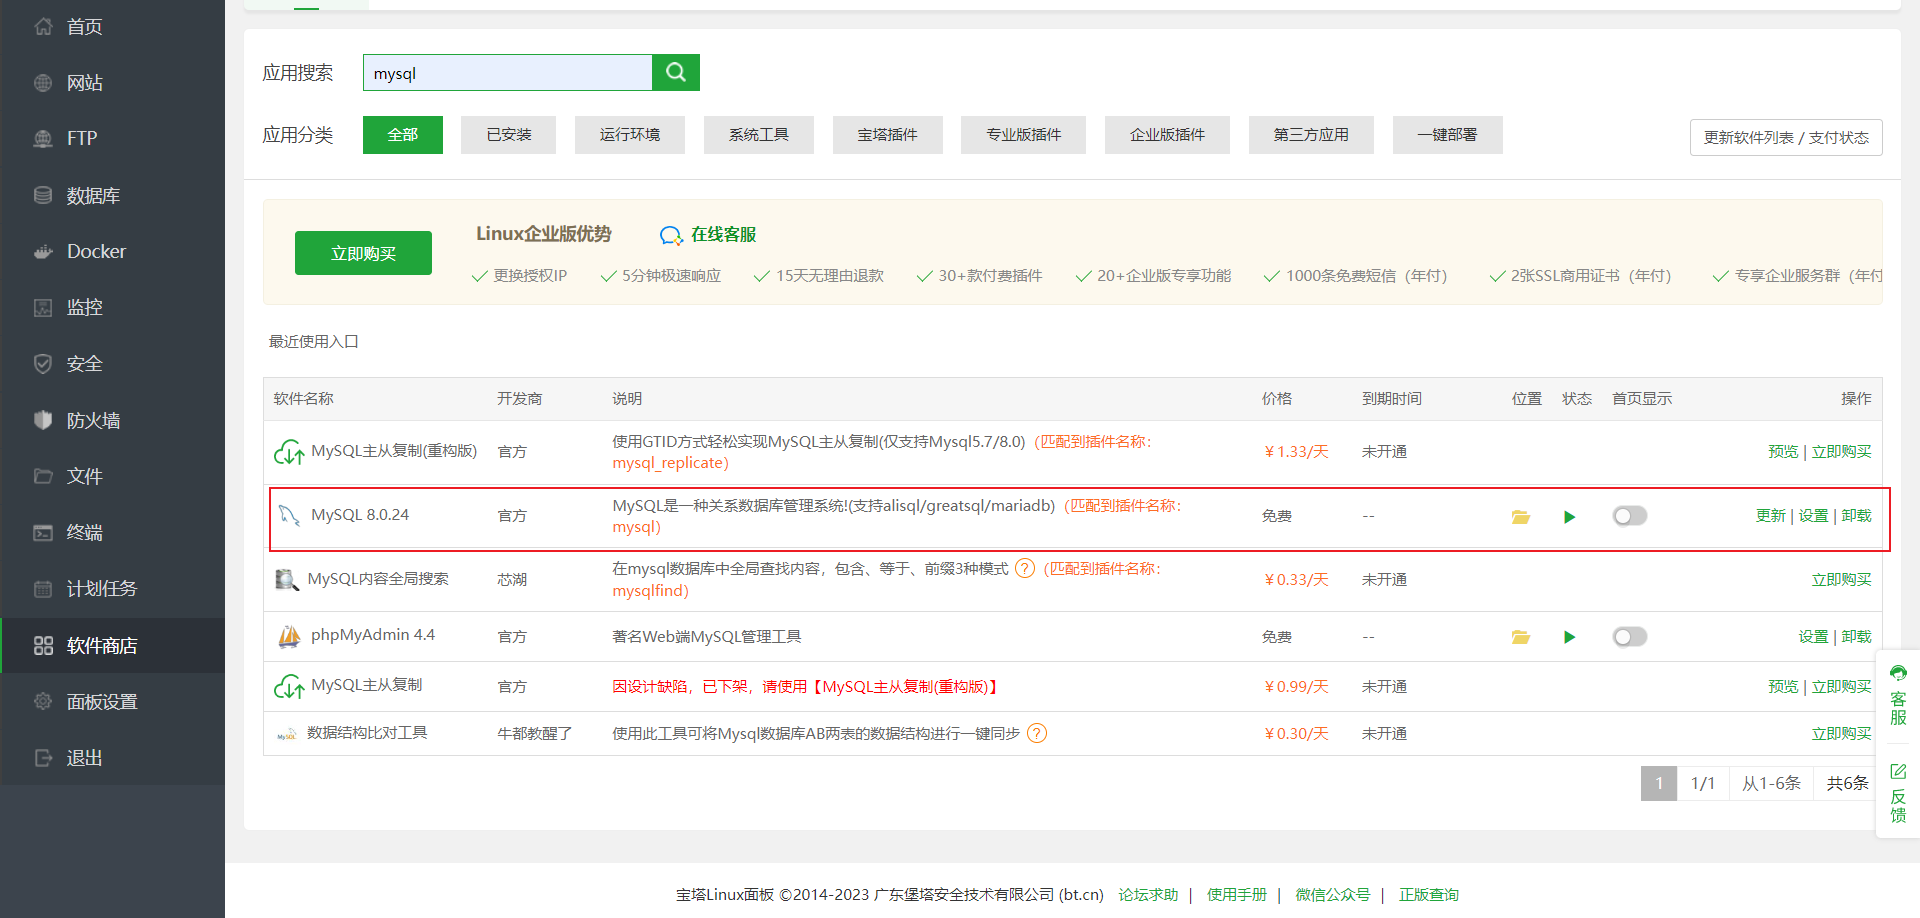 首页
网站
FTP
数据库
Docker
监控
安全
防火墙
文件
终端
计划任务
软件商店
面板设置
退出
应用搜索 mysql
应用分类 全部 已安装 运行环境 系统工具 宝塔插件 专业版插件 企业版插件 第三方应用 一键部署 更新软件列表 / 支付状态
立即购买 Linux企业版优势 在线客服
更换授权IP 5分钟极速响应 15天无理由退款 30+款付费插件 20+企业版专享功能 1000条免费短信（年付） 2张SSL商用证书（年付） 专享企业服务群（年付
最近使用入口
软件名称 开发商 说明 价格 到期时间 位置 状态 首页显示 操作
MySQL主从复制(重构版) 官方 使用GTID方式轻松实现MySQL主从复制(仅支持Mysql5.7/8.0)（匹配到插件名称：
mysql_replicate） ￥1.33/天 未开通 预览 | 立即购买
MySQL 8.0.24 官方 MySQL是一种关系数据库管理系统!(支持alisql/greatsql/mariadb)（匹配到插件名称：
mysql） 免费 -- 更新 | 设置 | 卸载
MySQL内容全局搜索 芯湖 在mysql数据库中全局查找内容，包含、等于、前缀3种模式 ?（匹配到插件名称：
mysqlfind） ￥0.33/天 未开通 立即购买
phpMyAdmin 4.4 官方 著名Web端MySQL管理工具 免费 -- 设置 | 卸载
MySQL主从复制 官方 因设计缺陷，已下架，请使用【MySQL主从复制(重构版)】 ￥0.99/天 未开通 预览 | 立即购买
MySQL 数据结构比对工具 牛都教醒了 使用此工具可将Mysql数据库AB两表的数据结构进行一键同步 ? ￥0.30/天 未开通 立即购买
1 1/1 从1-6条 共6条
客服
反馈
宝塔Linux面板 ©2014-2023 广东堡塔安全技术有限公司 (bt.cn) 论坛求助 | 使用手册 | 微信公众号 | 正版查询